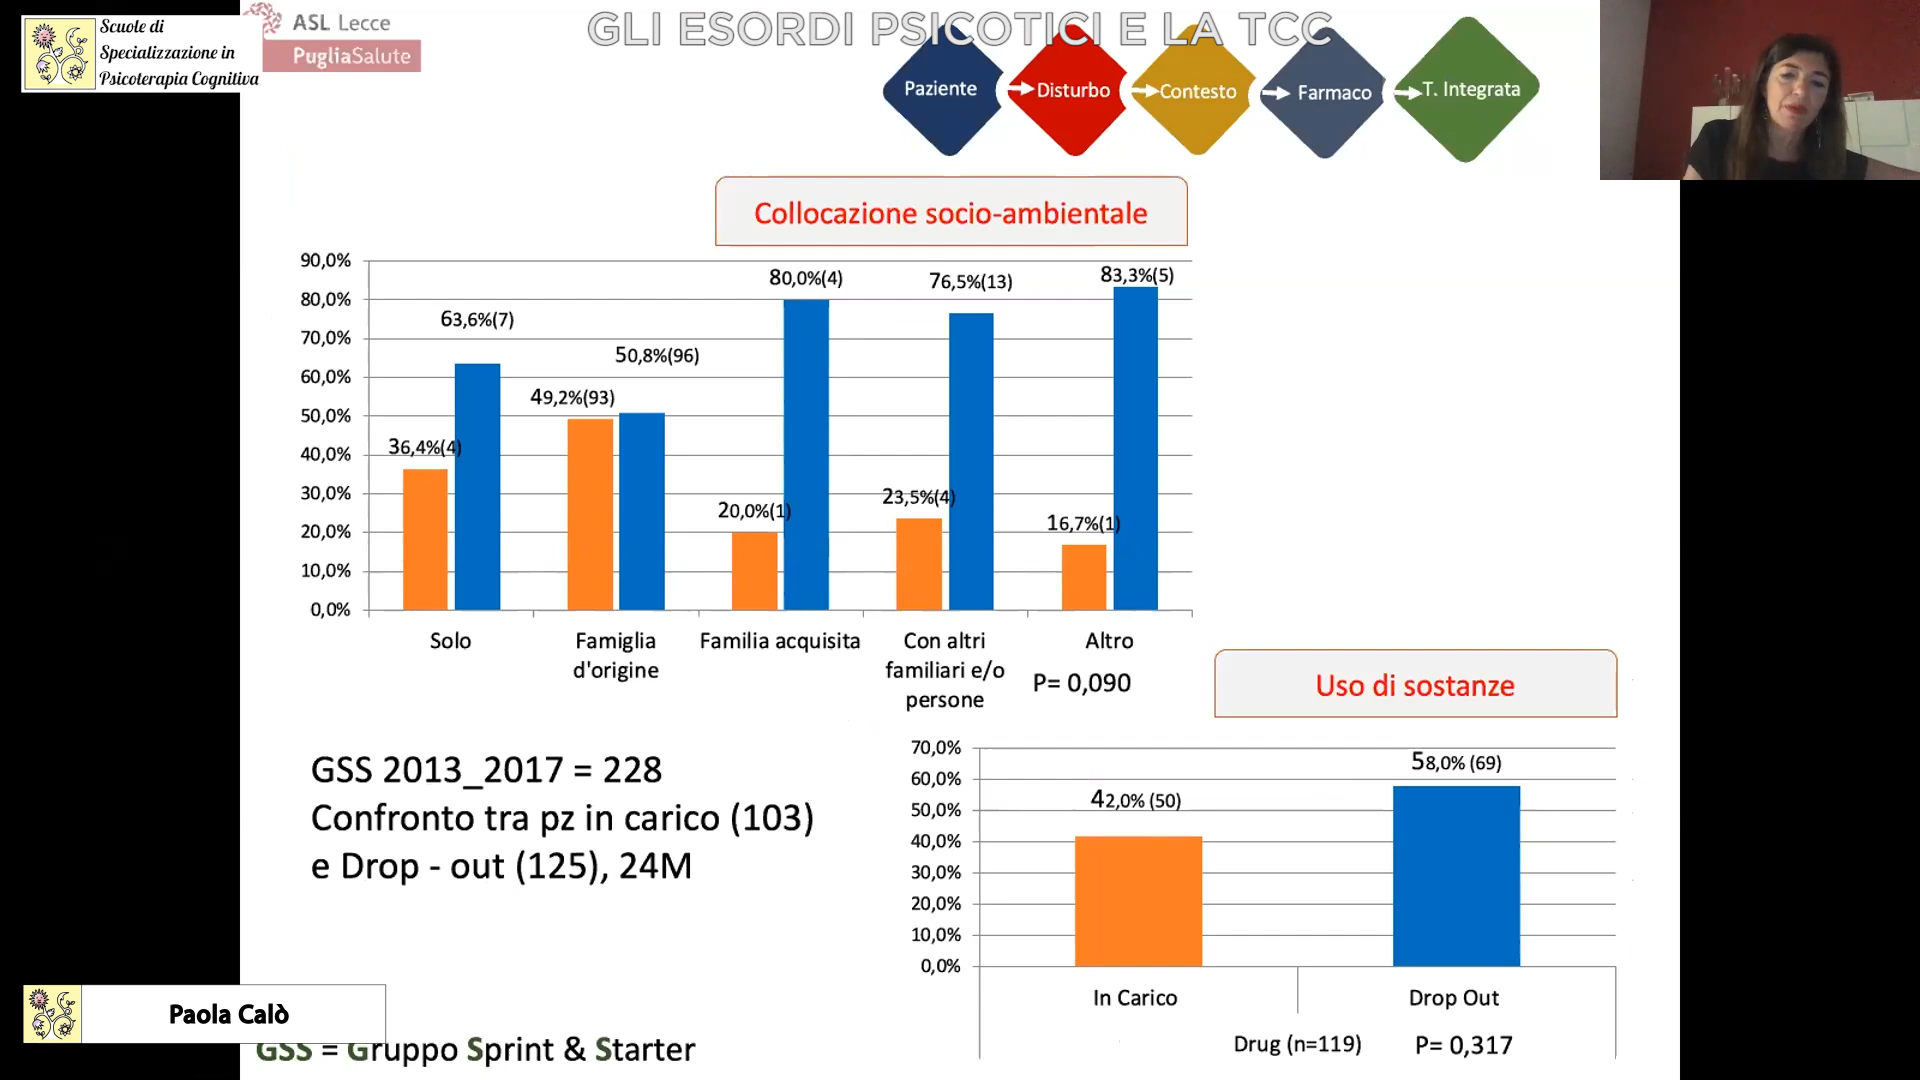 Scuole di
Specializzazione in
Psicoterapia Cognitiva
ASL Lecce
PugliaSalute
GLI ESORDI PSICOTICI E LA TCC
Paziente
Disturbo
Contesto
Farmaco
T. Integrata
Collocazione socio-ambientale
90,0%
80,0%
70,0%
60,0%
50,0%
40,0%
30,0%
20,0%
10,0%
0,0%
36,4%(4)
63,6%(7)
49,2%(93)
50,8%(96)
20,0%(1)
80,0%(4)
23,5%(4)
76,5%(13)
16,7%(1)
83,3%(5)
Solo
Famiglia
d'origine
Familia acquisita
Con altri
familiari e/o
persone
Altro
P= 0,090
Uso di sostanze
70,0%
60,0%
50,0%
40,0%
30,0%
20,0%
10,0%
0,0%
42,0% (50)
58,0% (69)
In Carico
Drop Out
Drug (n=119)
P= 0,317
GSS 2013_2017 = 228
Confronto tra pz in carico (103)
e Drop - out (125), 24M
Paola Calò
GSS = Gruppo Sprint & Starter